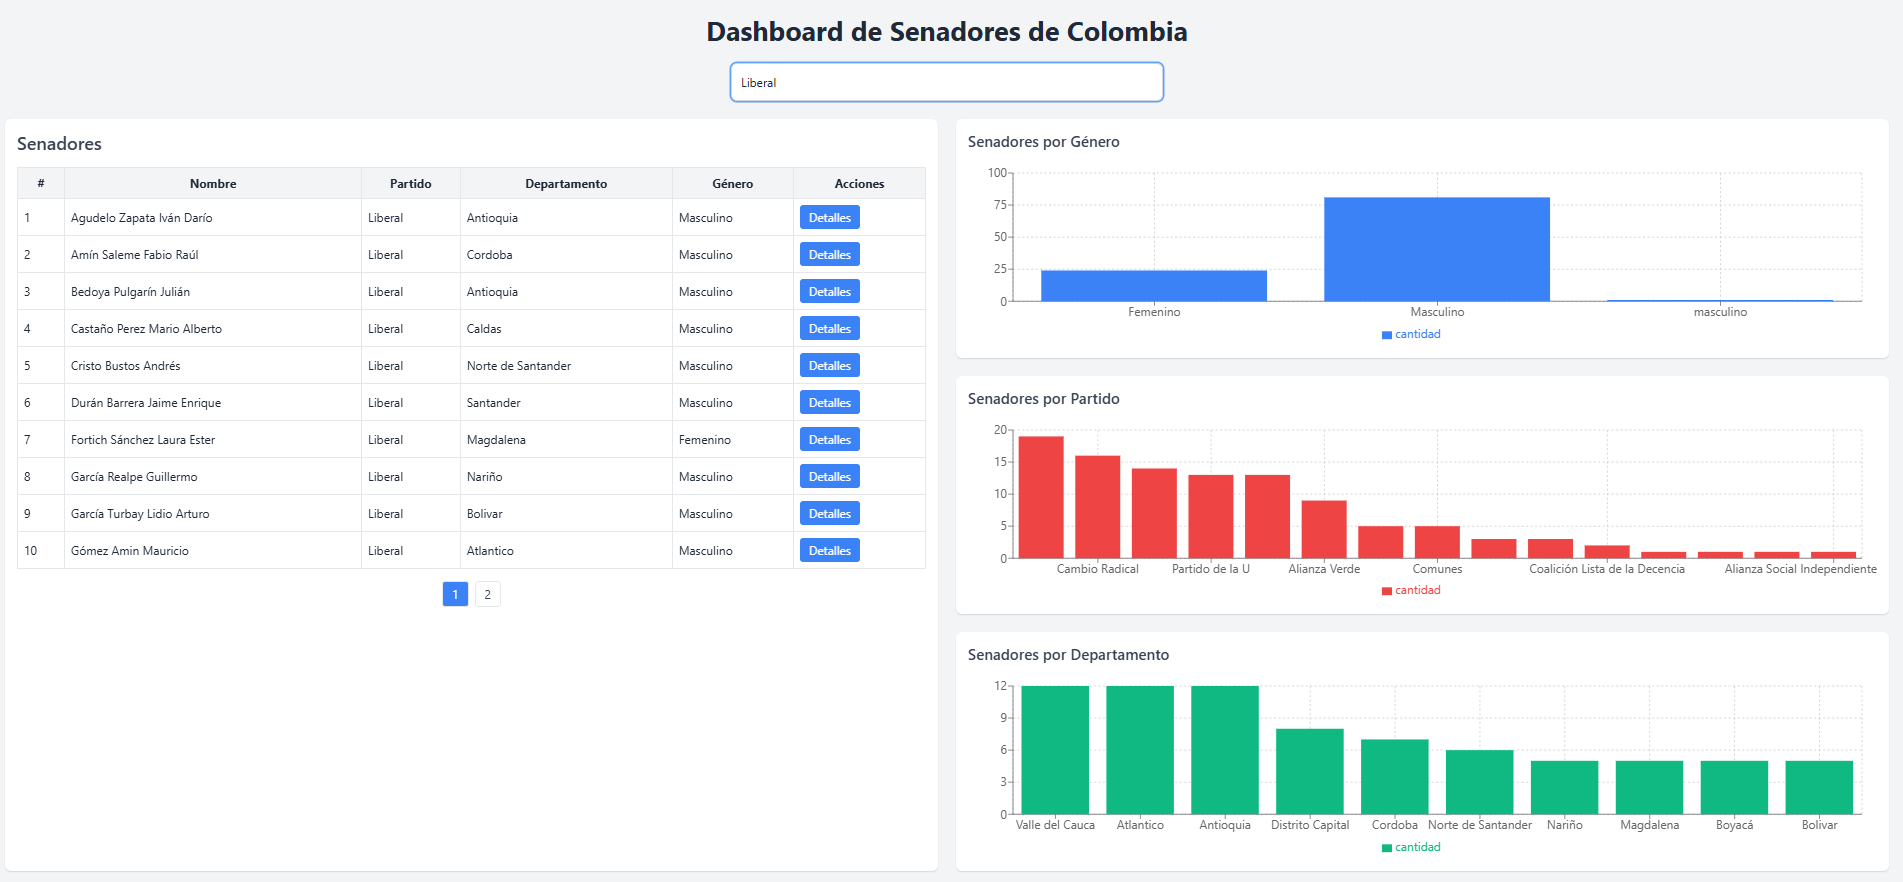 Dashboard de Senadores de Colombia
Liberal
Senadores
# Nombre Partido Departamento Género Acciones
1 Agudelo Zapata Iván Darío Liberal Antioquia Masculino Detalles
2 Amín Saleme Fabio Raúl Liberal Cordoba Masculino Detalles
3 Bedoya Pulgarín Julián Liberal Antioquia Masculino Detalles
4 Castaño Perez Mario Alberto Liberal Caldas Masculino Detalles
5 Cristo Bustos Andrés Liberal Norte de Santander Masculino Detalles
6 Durán Barrera Jaime Enrique Liberal Santander Masculino Detalles
7 Fortich Sánchez Laura Ester Liberal Magdalena Femenino Detalles
8 García Realpe Guillermo Liberal Nariño Masculino Detalles
9 García Turbay Lidio Arturo Liberal Bolivar Masculino Detalles
10 Gómez Amin Mauricio Liberal Atlantico Masculino Detalles
1 2
Senadores por Género
100
75
50
25
0
Femenino Masculino masculino
cantidad
Senadores por Partido
20
15
10
5
0
Cambio Radical Partido de la U Alianza Verde Comunes Coalición Lista de la Decencia Alianza Social Independiente
cantidad
Senadores por Departamento
12
9
6
3
0
Valle del Cauca Atlantico Antioquia Distrito Capital Cordoba Norte de Santander Nariño Magdalena Boyacá Bolivar
cantidad